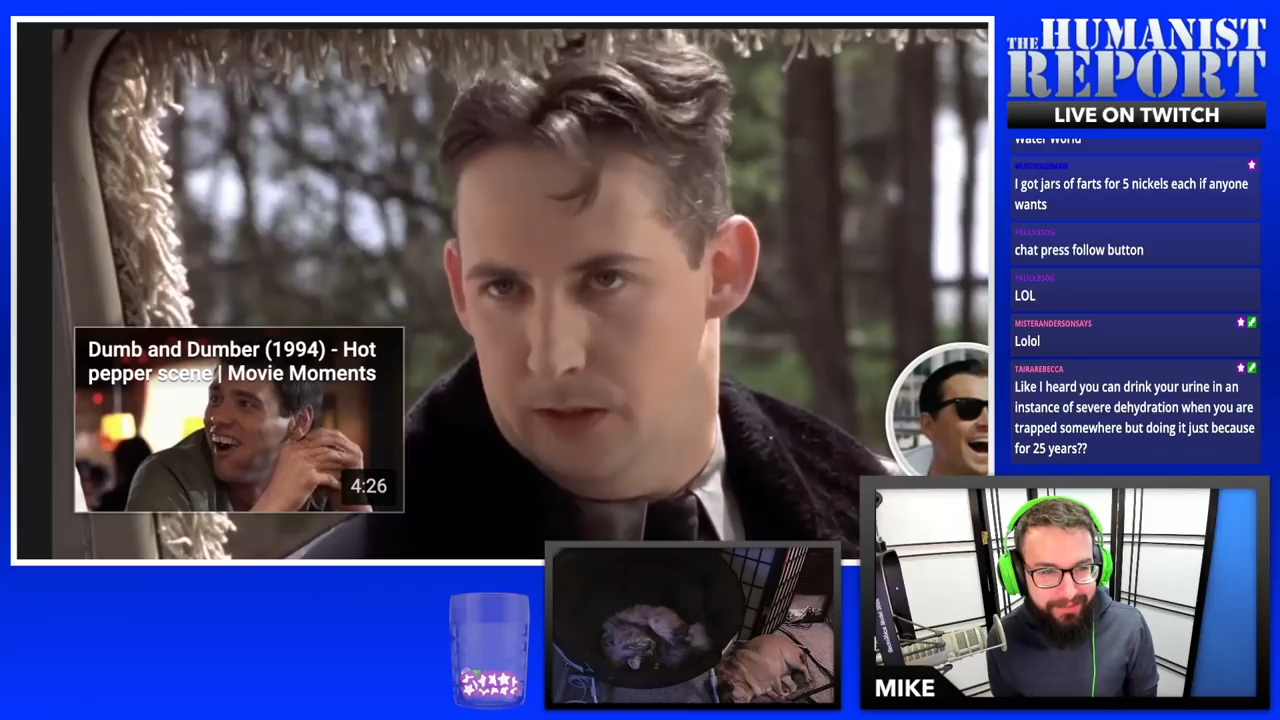 THE HUMANIST
REPORT
LIVE ON TWITCH
Water World
I got jars of farts for 5 nickels each if anyone
wants
PAULXBSOG
chat press follow button
PAULXBSOG
LOL
MISTERANDERSONSAYS
Lolol
TAIKAREBECCA
Like I heard you can drink your urine in an
instance of severe dehydration when you are
trapped somewhere but doing it just because
for 25 years??
Dumb and Dumber (1994) - Hot
pepper scene | Movie Moments
4:26
MIKE